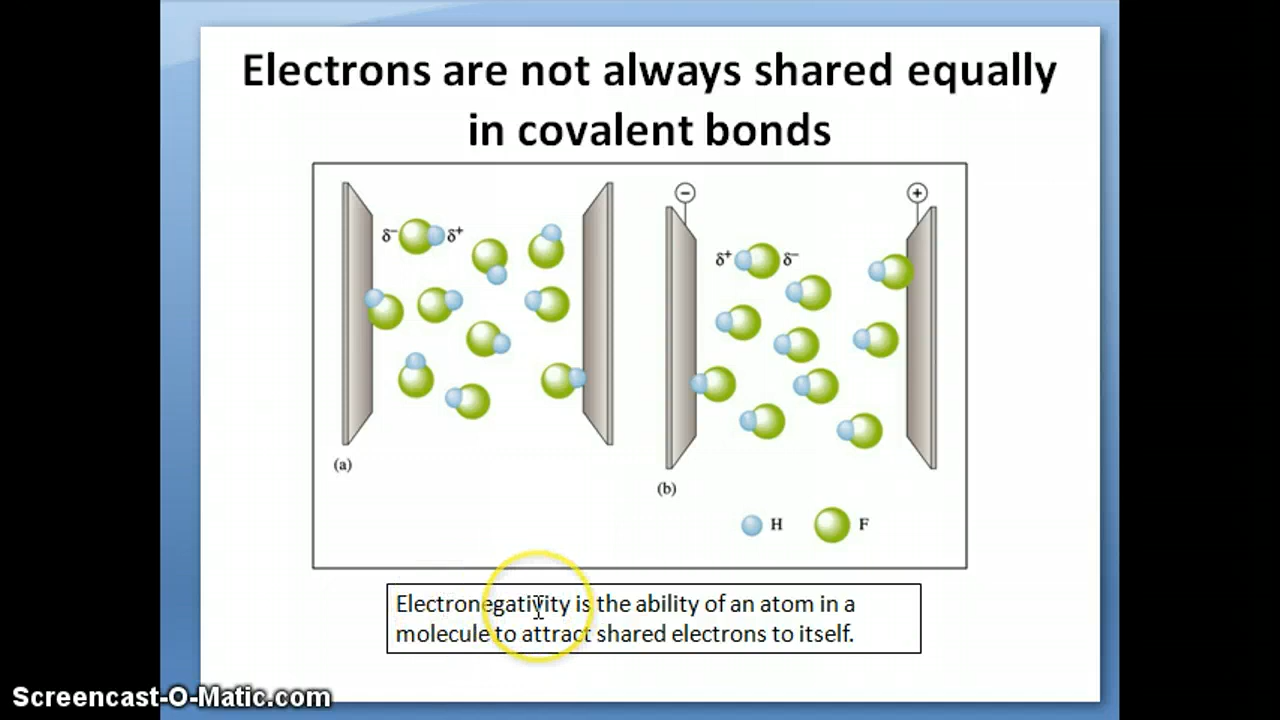 Electrons are not always shared equally
in covalent bonds
− +
δ− δ+
δ+ δ−
(a)
(b)
H F
Electronegativity is the ability of an atom in a
molecule to attract shared electrons to itself.
Screencast-O-Matic.com